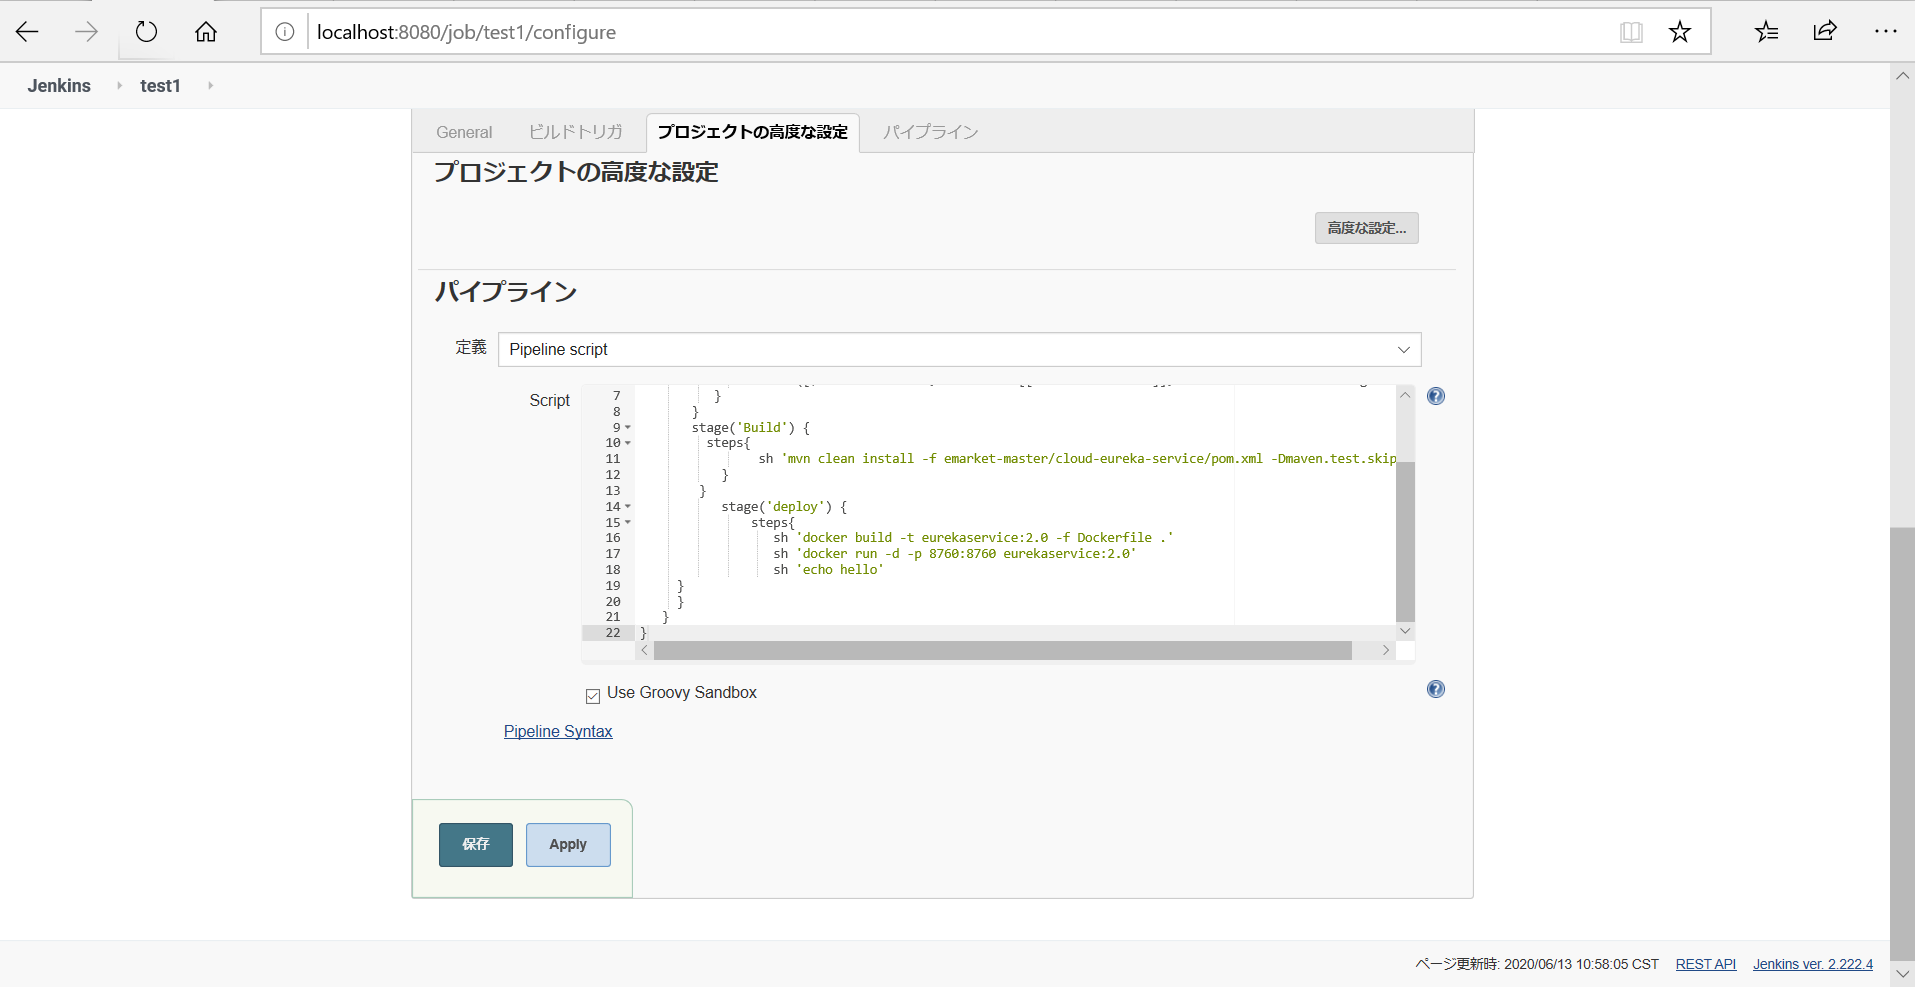 localhost:8080/job/test1/configure
Jenkins test1
General ビルドトリガ プロジェクトの高度な設定 パイプライン
プロジェクトの高度な設定
高度な設定...
パイプライン
定義 Pipeline script
Script
7 }
8 }
9 stage('Build') {
10 steps{
11 sh 'mvn clean install -f emarket-master/cloud-eureka-service/pom.xml -Dmaven.test.skip
12 }
13 }
14 stage('deploy') {
15 steps{
16 sh 'docker build -t eurekaservice:2.0 -f Dockerfile .'
17 sh 'docker run -d -p 8760:8760 eurekaservice:2.0'
18 sh 'echo hello'
19 }
20 }
21 }
22 }
Use Groovy Sandbox
Pipeline Syntax
保存 Apply
ページ更新時: 2020/06/13 10:58:05 CST REST API Jenkins ver. 2.222.4